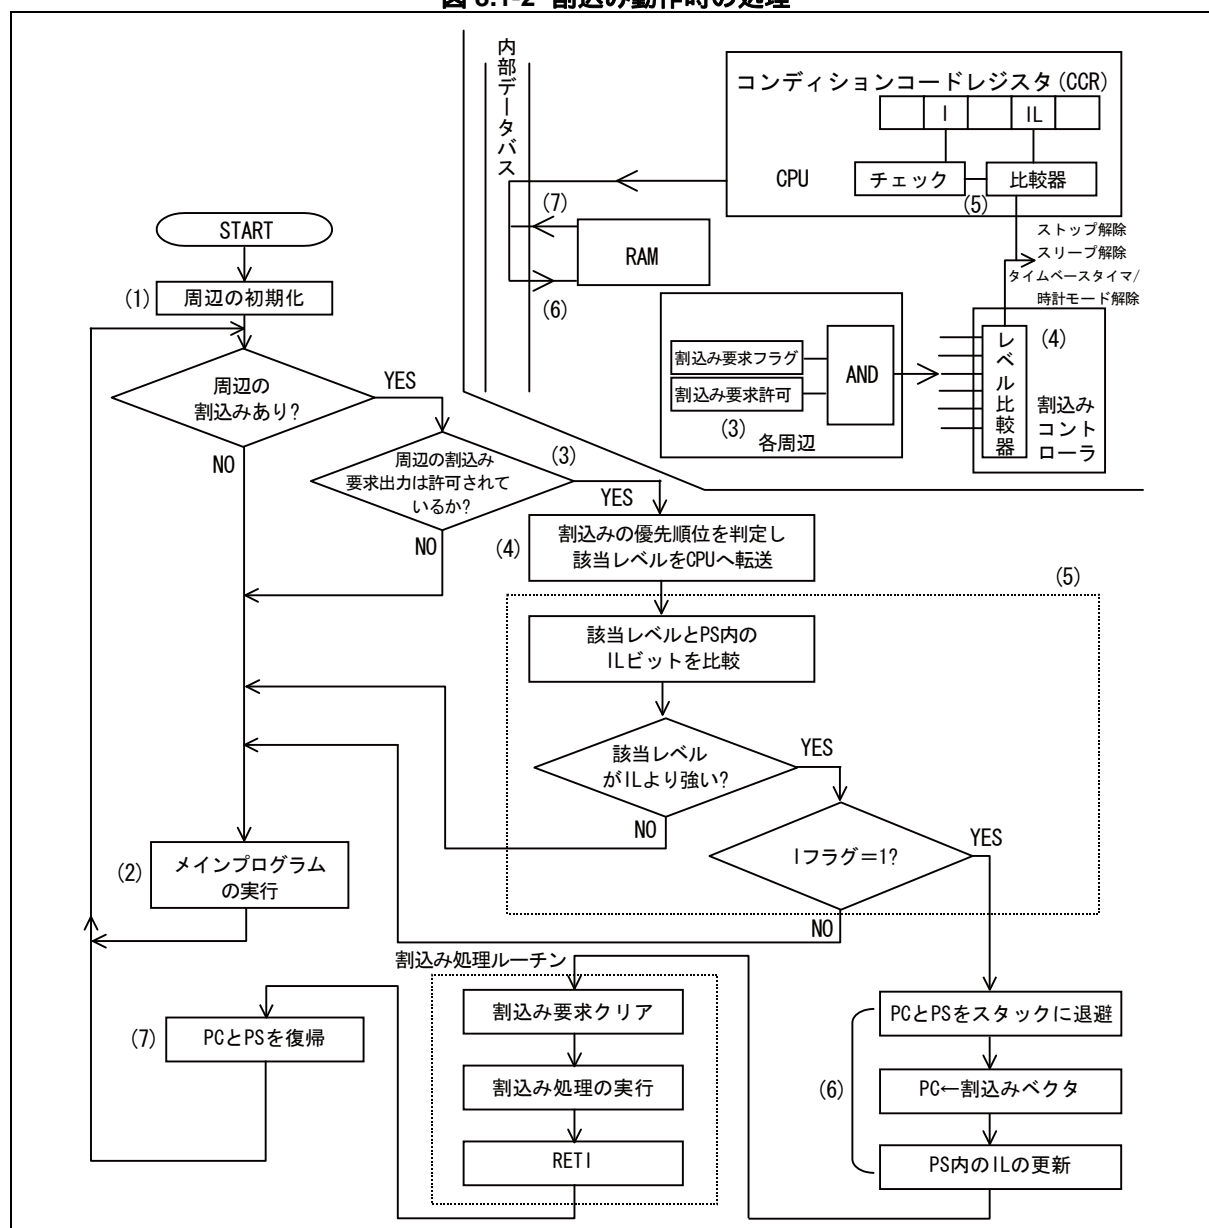 図 8.1-2 割込み動作時の処理
内部データバス
コンディションコードレジスタ(CCR)
I
IL
CPU
チェック
比較器
(5)
(7)
RAM
(6)
ストップ解除
スリープ解除
タイムベースタイマ/
時計モード解除
割込み要求フラグ
割込み要求許可
AND
(3)
各周辺
レベル比較器
(4)
割込み
コント
ローラ
START
(1)
周辺の初期化
周辺の
割込みあり?
YES
NO
周辺の割込み
要求出力は許可されて
いるか?
(3)
YES
NO
(4)
割込みの優先順位を判定し
該当レベルをCPUへ転送
(5)
該当レベルとPS内の
ILビットを比較
該当レベル
がILより強い?
YES
NO
Iフラグ=1?
YES
NO
(2)
メインプログラム
の実行
割込み処理ルーチン
割込み要求クリア
割込み処理の実行
RETI
(7)
PCとPSを復帰
(6)
PCとPSをスタックに退避
PC←割込みベクタ
PS内のILの更新